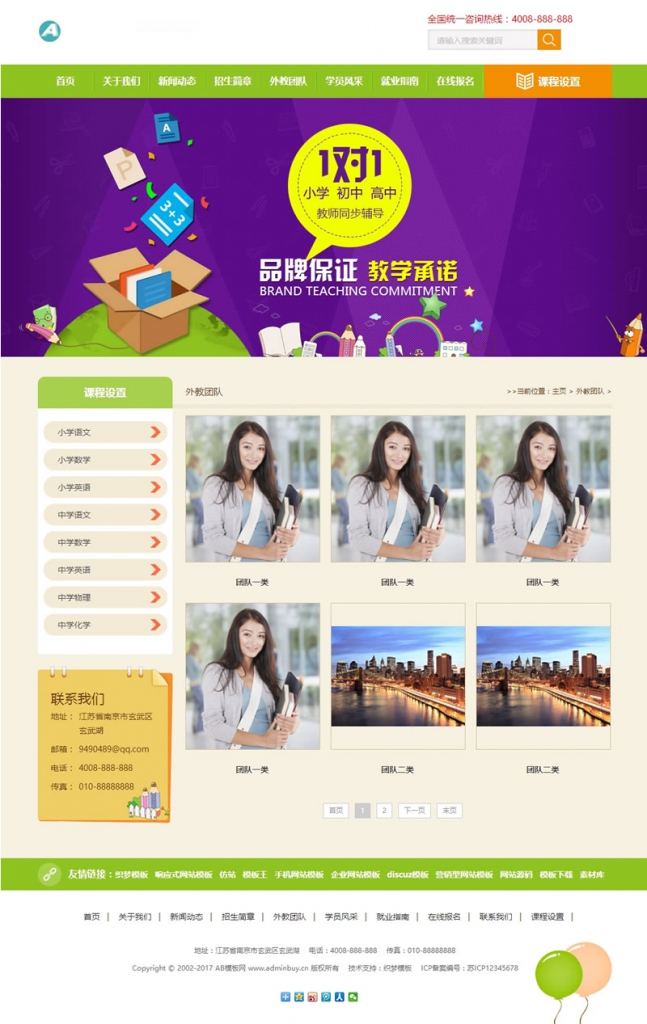 A
全国统一咨询热线：4008-888-888
请输入搜索关键词
首页 关于我们 新闻动态 招生简章 外教团队 学员风采 就业指南 在线报名 课程设置
A
P
3+3
1对1
小学 初中 高中
教师同步辅导
品牌保证 教学承诺
BRAND TEACHING COMMITMENT
课程设置
小学语文
小学数学
小学英语
中学语文
中学数学
中学英语
中学物理
中学化学
联系我们
地址： 江苏省南京市玄武区
玄武湖
邮箱： 9490489@qq.com
电话： 4008-888-888
传真： 010-88888888
外教团队 >>当前位置：主页 > 外教团队 >
团队一类 团队一类 团队一类
团队一类 团队二类 团队二类
首页 1 2 下一页 末页
友情链接：织梦模板 响应式网站模板 仿站 模板王 手机网站模板 企业网站模板 discuz模板 营销型网站模板 网站源码 模板下载 素材库
首页 | 关于我们 | 新闻动态 | 招生简章 | 外教团队 | 学员风采 | 就业指南 | 在线报名 | 联系我们 | 课程设置 |
地址：江苏省南京市玄武区玄武湖 电话：4008-888-888 传真：010-88888888
Copyright © 2002-2017 AB模板网 www.adminbuy.cn 版权所有 技术支持：织梦模板 ICP备案编号：苏ICP12345678